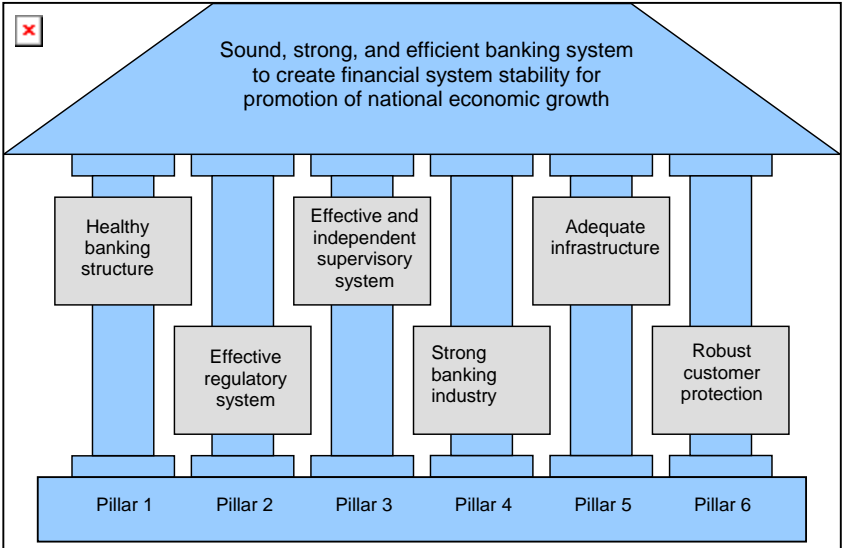 Sound, strong, and efficient banking system
to create financial system stability for
promotion of national economic growth
Healthy
banking
structure
Effective
regulatory
system
Effective and
independent
supervisory
system
Strong
banking
industry
Adequate
infrastructure
Robust
customer
protection
Pillar 1
Pillar 2
Pillar 3
Pillar 4
Pillar 5
Pillar 6